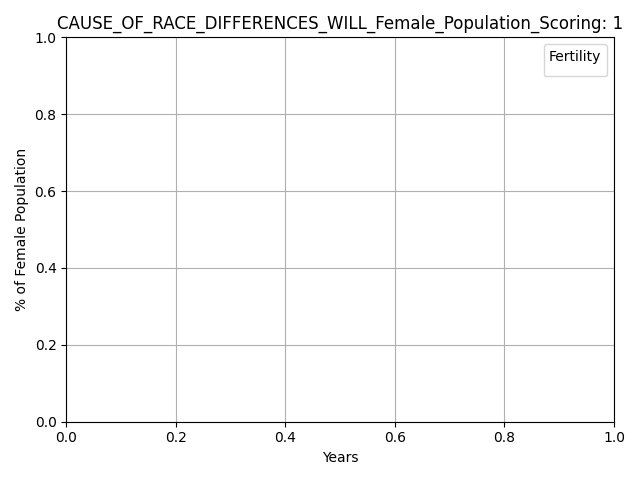 CAUSE_OF_RACE_DIFFERENCES_WILL_Female_Population_Scoring: 1
Fertility
% of Female Population
1.0
0.8
0.6
0.4
0.2
0.0
0.0 0.2 0.4 0.6 0.8 1.0
Years